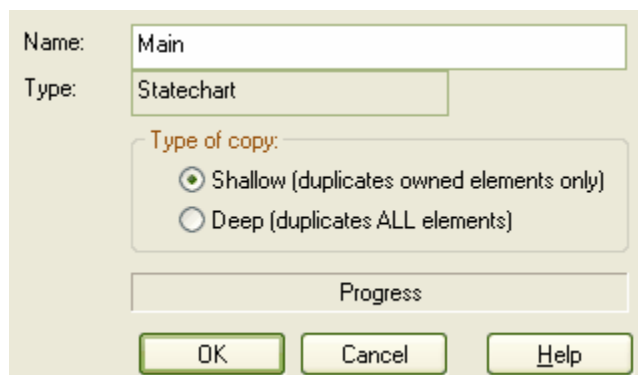 Name: Main
Type: Statechart
Type of copy:
Shallow (duplicates owned elements only)
Deep (duplicates ALL elements)
Progress
OK Cancel Help